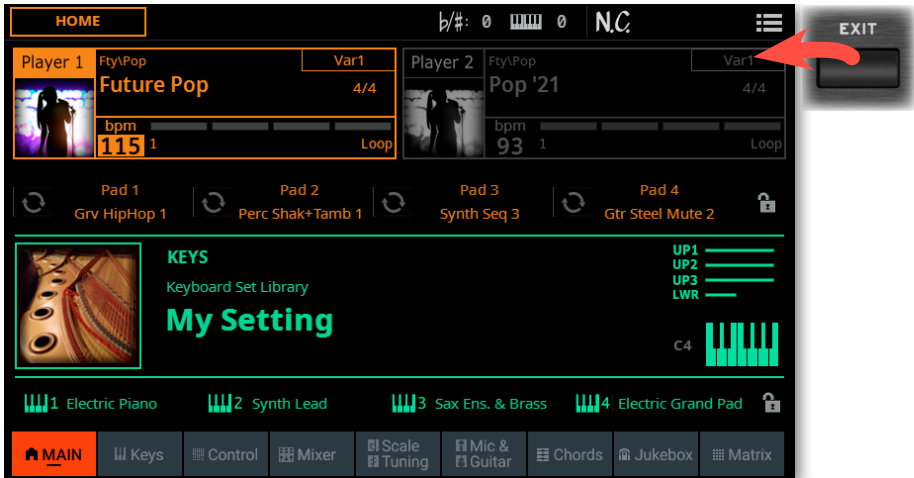 HOME
♭/#: 0 0 N.C.
EXIT
Player 1 Fty\Pop Var1
Future Pop 4/4
bpm
115 1 Loop
Player 2 Fty\Pop Var1
Pop '21 4/4
bpm
93 1 Loop
Pad 1 Pad 2 Pad 3 Pad 4
Grv HipHop 1 Perc Shak+Tamb 1 Synth Seq 3 Gtr Steel Mute 2
KEYS
Keyboard Set Library
My Setting
UP1
UP2
UP3
LWR
C4
1 Electric Piano 2 Synth Lead 3 Sax Ens. & Brass 4 Electric Grand Pad
MAIN Keys Control Mixer Scale Tuning Mic & Guitar Chords Jukebox Matrix